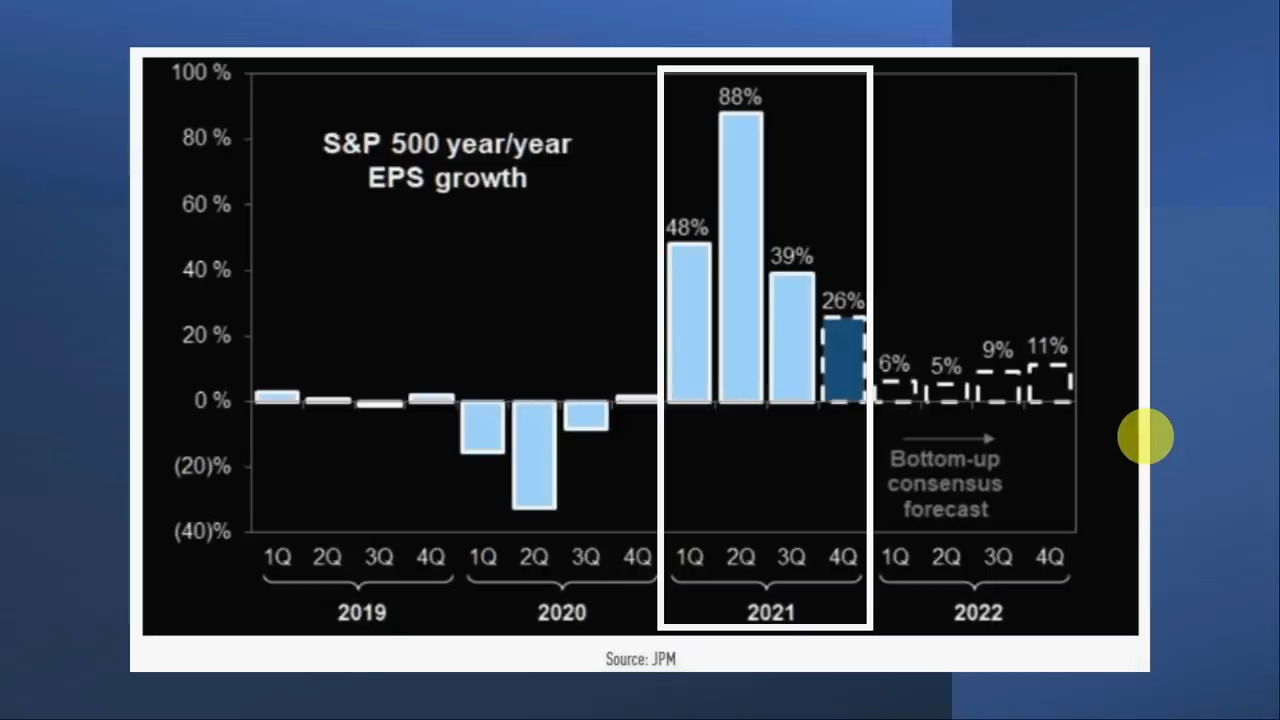 100 %
80 %
60 %
40 %
20 %
0 %
(20)%
(40)%
S&P 500 year/year
EPS growth
48%
88%
39%
26%
6%
5%
9%
11%
Bottom-up
consensus
forecast
1Q 2Q 3Q 4Q 1Q 2Q 3Q 4Q 1Q 2Q 3Q 4Q 1Q 2Q 3Q 4Q
2019 2020 2021 2022
Source: JPM